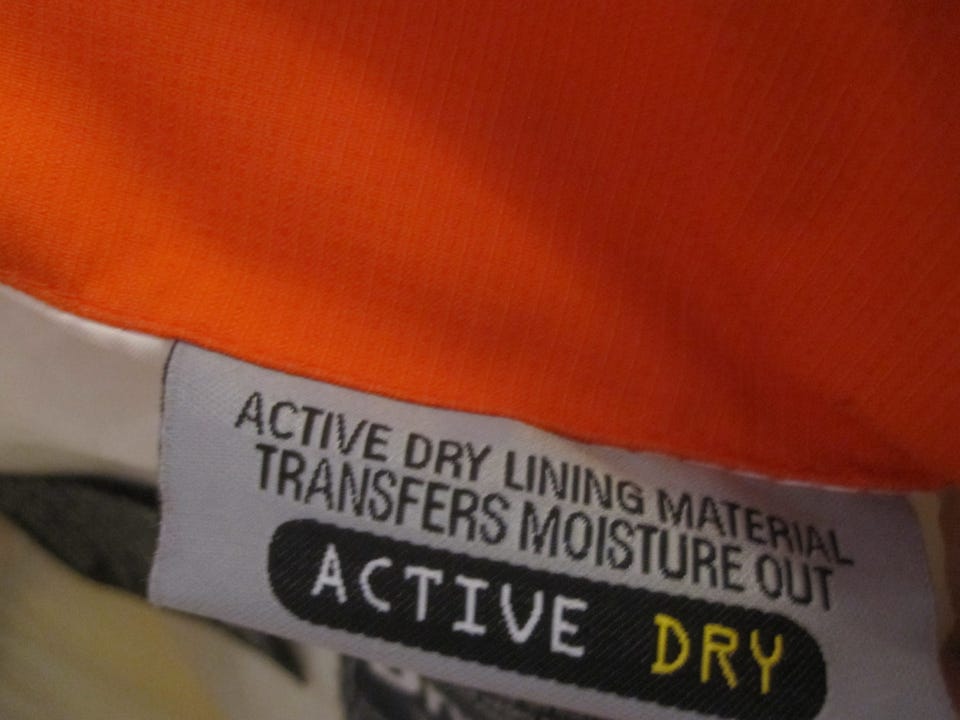 ACTIVE DRY LINING MATERIAL
TRANSFERS MOISTURE OUT
ACTIVE DRY